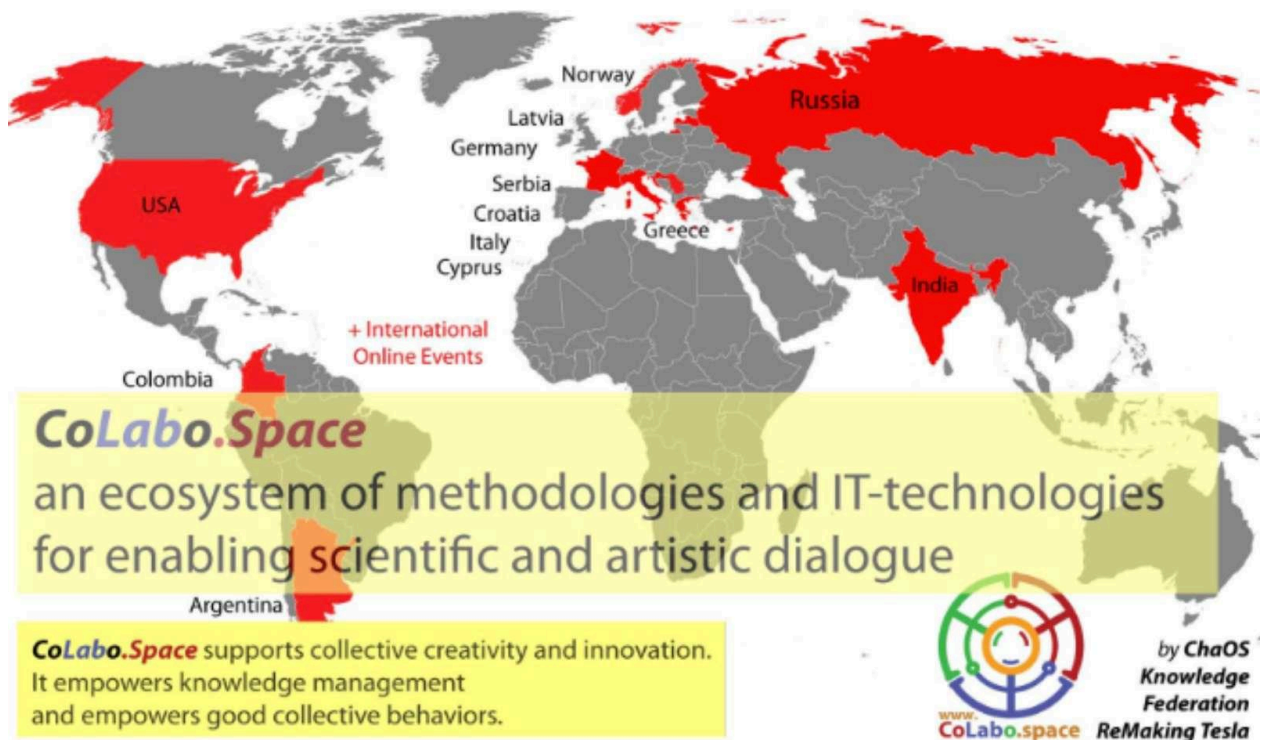 Norway
Russia
Latvia
Germany
USA
Serbia
Croatia
Greece
Italy
Cyprus
India
+ International
Online Events
Colombia
CoLabo.Space
an ecosystem of methodologies and IT-technologies
for enabling scientific and artistic dialogue
Argentina
CoLabo.Space supports collective creativity and innovation.
It empowers knowledge management
and empowers good collective behaviors.
www.
CoLabo.space
by ChaOS
Knowledge
Federation
ReMaking Tesla